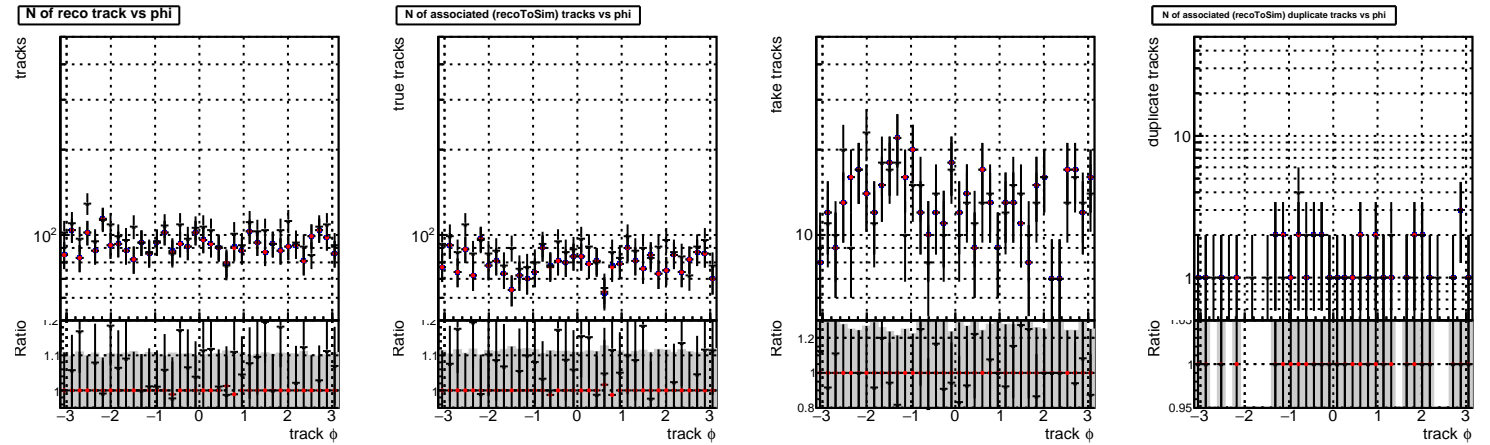 N of reco track vs phi
tracks
10²
Ratio
1.2
1.1
1
−3 −2 −1 0 1 2 3
track ϕ
N of associated (recoToSim) tracks vs phi
true tracks
10²
Ratio
1.2
1.1
1
−3 −2 −1 0 1 2 3
track ϕ
fake tracks
10
Ratio
1.2
1
0.8
−3 −2 −1 0 1 2 3
track ϕ
N of associated (recoToSim) duplicate tracks vs phi
duplicate tracks
10
1
Ratio
1.05
1
0.95
−3 −2 −1 0 1 2 3
track ϕ